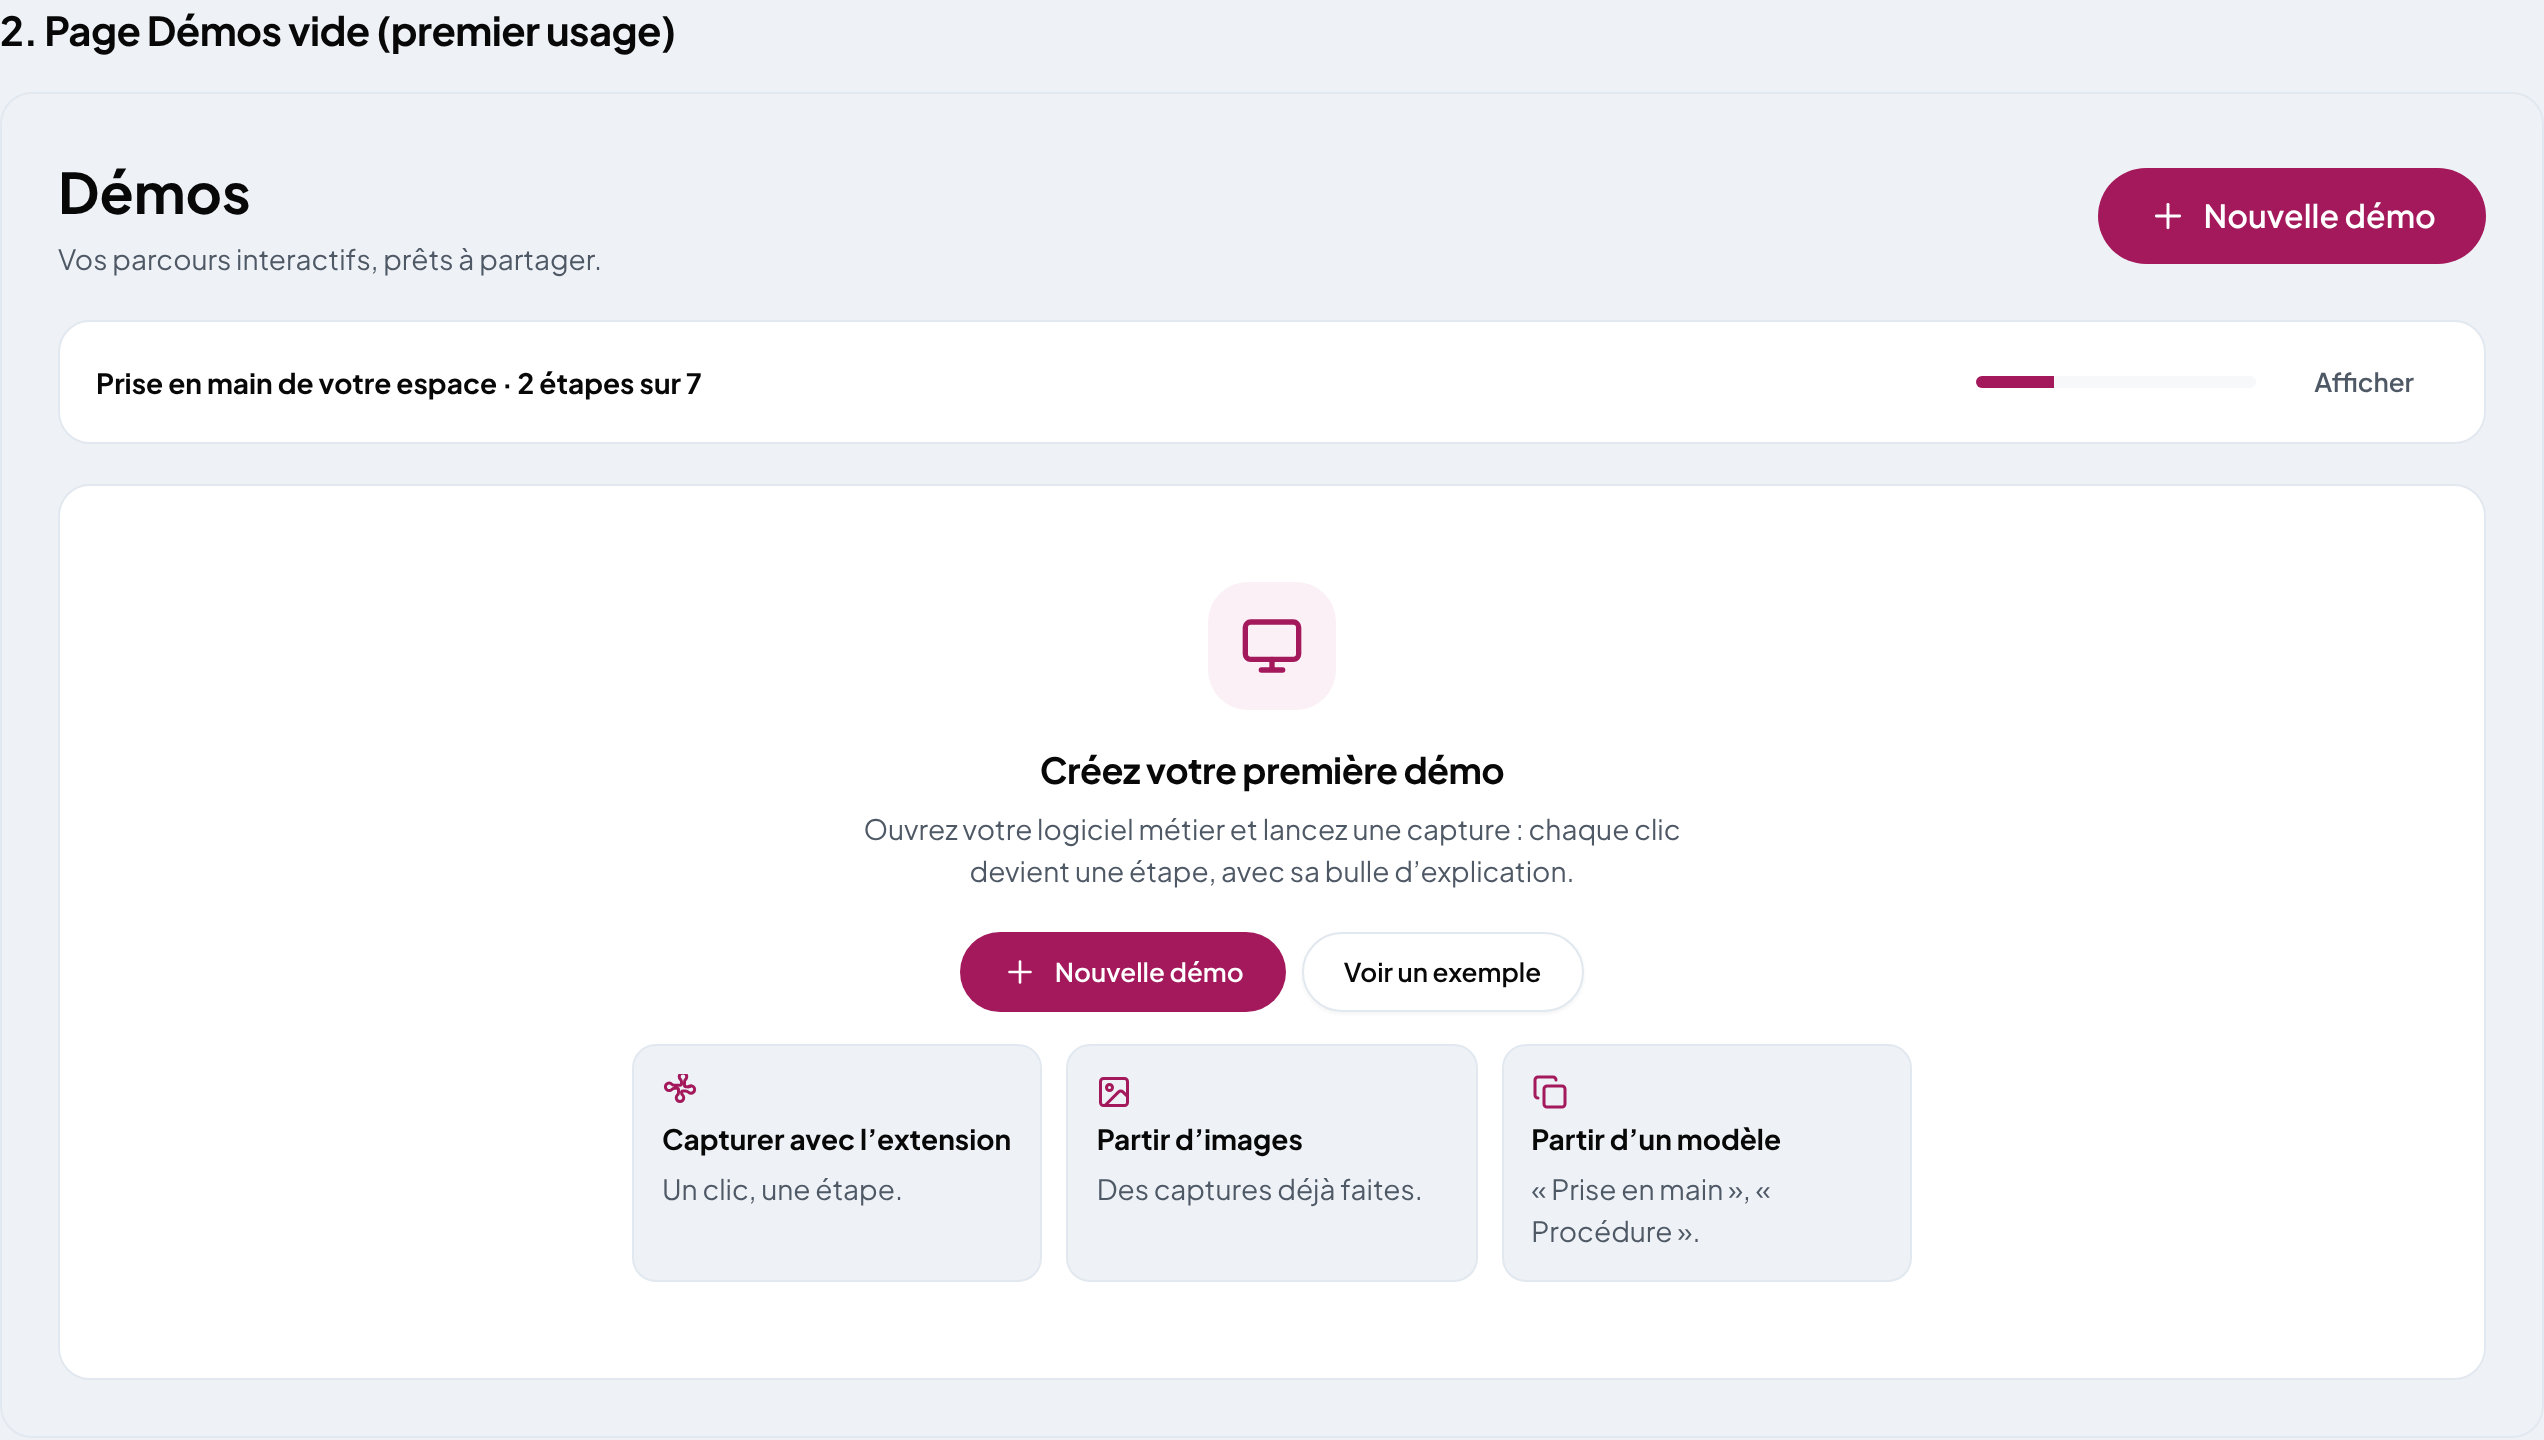 2. Page Démos vide (premier usage)
Démos
Vos parcours interactifs, prêts à partager.
Nouvelle démo
Prise en main de votre espace · 2 étapes sur 7
Afficher
Créez votre première démo
Ouvrez votre logiciel métier et lancez une capture : chaque clic
devient une étape, avec sa bulle d’explication.
Nouvelle démo
Voir un exemple
Capturer avec l’extension
Un clic, une étape.
Partir d’images
Des captures déjà faites.
Partir d’un modèle
« Prise en main », «
Procédure ».